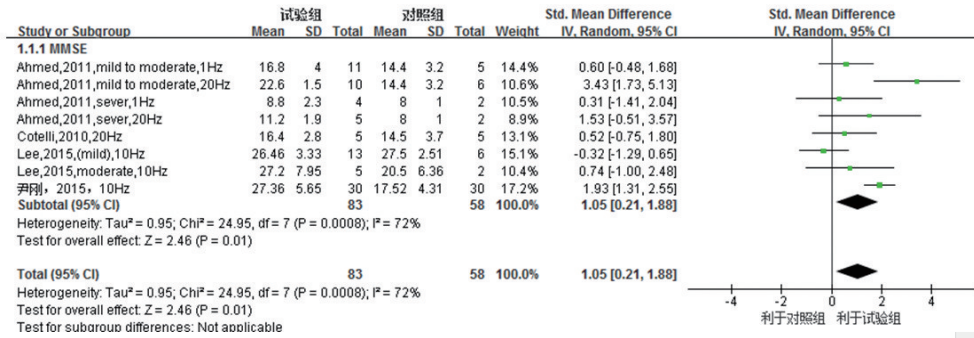 试验组 对照组 Std. Mean Difference Std. Mean Difference
Study or Subgroup Mean SD Total Mean SD Total Weight IV, Random, 95% CI IV, Random, 95% CI
1.1.1 MMSE
Ahmed,2011,mild to moderate,1Hz 16.8 4 11 14.4 3.2 5 14.4% 0.60 [-0.48, 1.68]
Ahmed,2011,mild to moderate,20Hz 22.6 1.5 10 14.4 3.2 6 10.6% 3.43 [1.73, 5.13]
Ahmed,2011,sever,1Hz 8.8 2.3 4 8 1 2 10.5% 0.31 [-1.41, 2.04]
Ahmed,2011,sever,20Hz 11.2 1.9 5 8 1 2 8.9% 1.53 [-0.51, 3.57]
Cotelli,2010,20Hz 16.4 2.8 5 14.5 3.7 5 13.1% 0.52 [-0.75, 1.80]
Lee,2015,(mild),10Hz 26.46 3.33 13 27.5 2.51 6 15.1% -0.32 [-1.29, 0.65]
Lee,2015,moderate,10Hz 27.2 7.95 5 20.5 6.36 2 10.4% 0.74 [-1.00, 2.48]
尹刚，2015，10Hz 27.36 5.65 30 17.52 4.31 30 17.2% 1.93 [1.31, 2.55]
Subtotal (95% CI) 83 58 100.0% 1.05 [0.21, 1.88]
Heterogeneity: Tau² = 0.95; Chi² = 24.95, df = 7 (P = 0.0008); I² = 72%
Test for overall effect: Z = 2.46 (P = 0.01)
Total (95% CI) 83 58 100.0% 1.05 [0.21, 1.88]
Heterogeneity: Tau² = 0.95; Chi² = 24.95, df = 7 (P = 0.0008); I² = 72%
Test for overall effect: Z = 2.46 (P = 0.01)
Test for subgroup differences: Not applicable
-4 -2 0 2 4
利于对照组 利于试验组